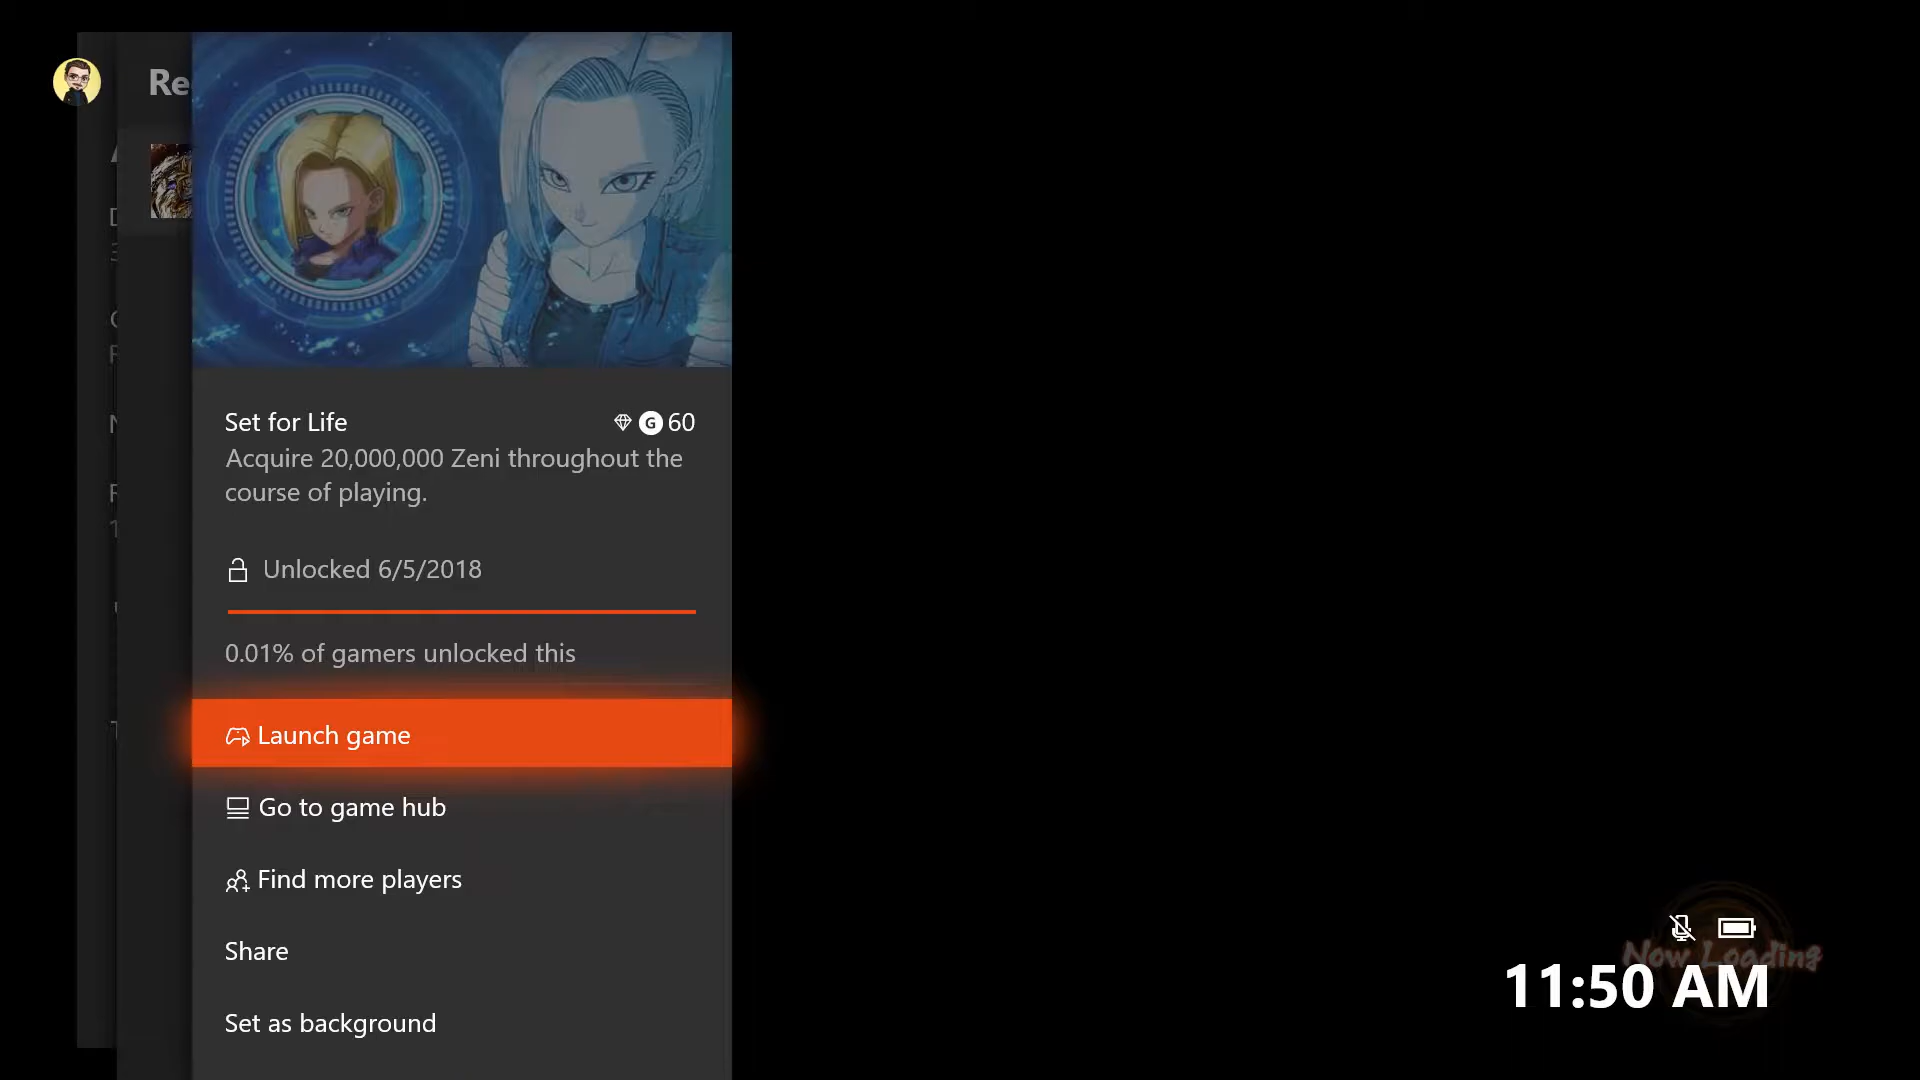 Re
Set for Life
G 60
Acquire 20,000,000 Zeni throughout the
course of playing.
Unlocked 6/5/2018
0.01% of gamers unlocked this
Launch game
Go to game hub
Find more players
Share
Set as background
Now Loading
11:50 AM